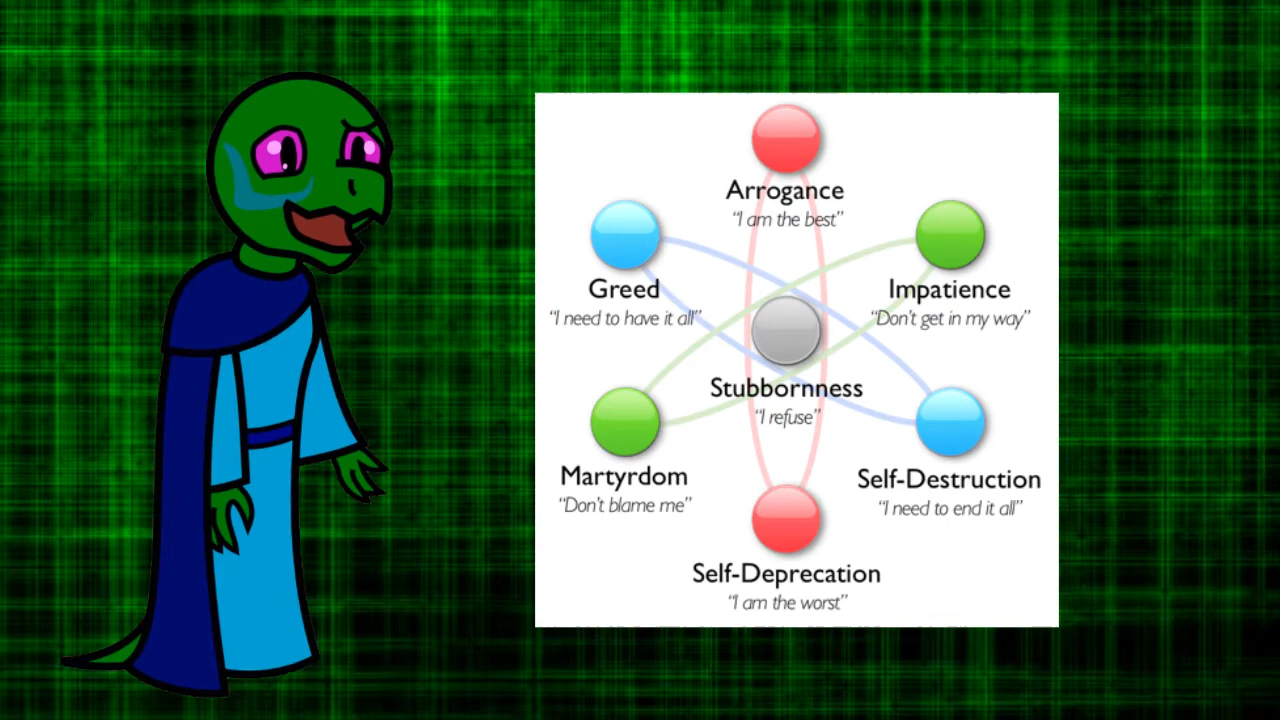 Arrogance
“I am the best”
Greed
“I need to have it all”
Impatience
“Don’t get in my way”
Stubbornness
“I refuse”
Martyrdom
“Don’t blame me”
Self-Destruction
“I need to end it all”
Self-Deprecation
“I am the worst”